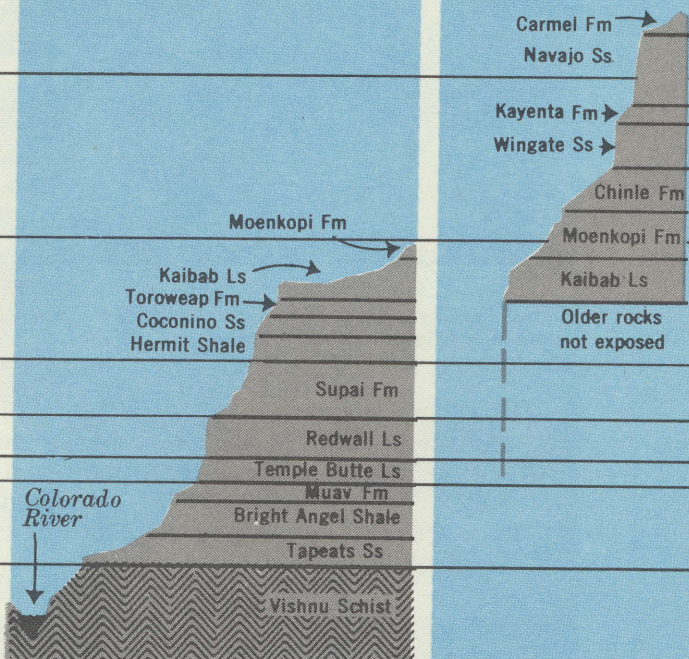 Moenkopi Fm
Kaibab Ls
Toroweap Fm
Coconino Ss
Hermit Shale
Supai Fm
Redwall Ls
Temple Butte Ls
Muav Fm
Bright Angel Shale
Tapeats Ss
Vishnu Schist
Colorado
River
Carmel Fm
Navajo Ss
Kayenta Fm
Wingate Ss
Chinle Fm
Moenkopi Fm
Kaibab Ls
Older rocks
not exposed